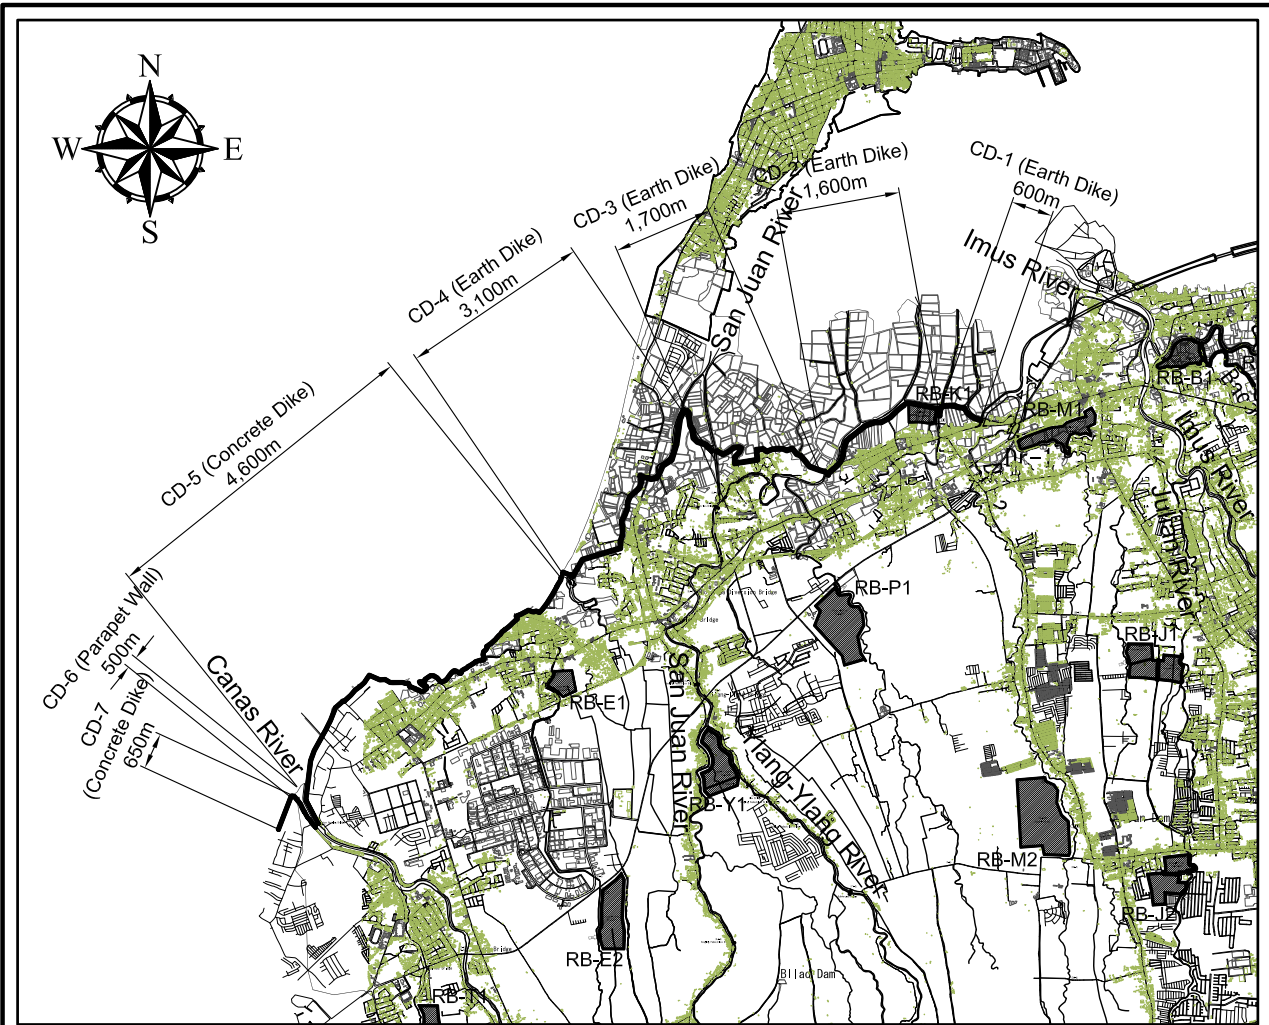 N
W
E
S
CD-1 (Earth Dike)
600m
CD-2 (Earth Dike)
1,600m
CD-3 (Earth Dike)
1,700m
CD-4 (Earth Dike)
3,100m
CD-5 (Concrete Dike)
4,600m
CD-6 (Parapet Wall)
500m
CD-7
(Concrete Dike)
650m
San Juan River
Imus River
RB-B1
RB-K1
RB-M1
Imus River
Julian River
RB-P1
RB-J1
Canas River
RB-E1
San Juan River
Ylang-Ylang River
RB-Y1
RB-M2
RB-J2
RB-E2
Dam
RB-T1